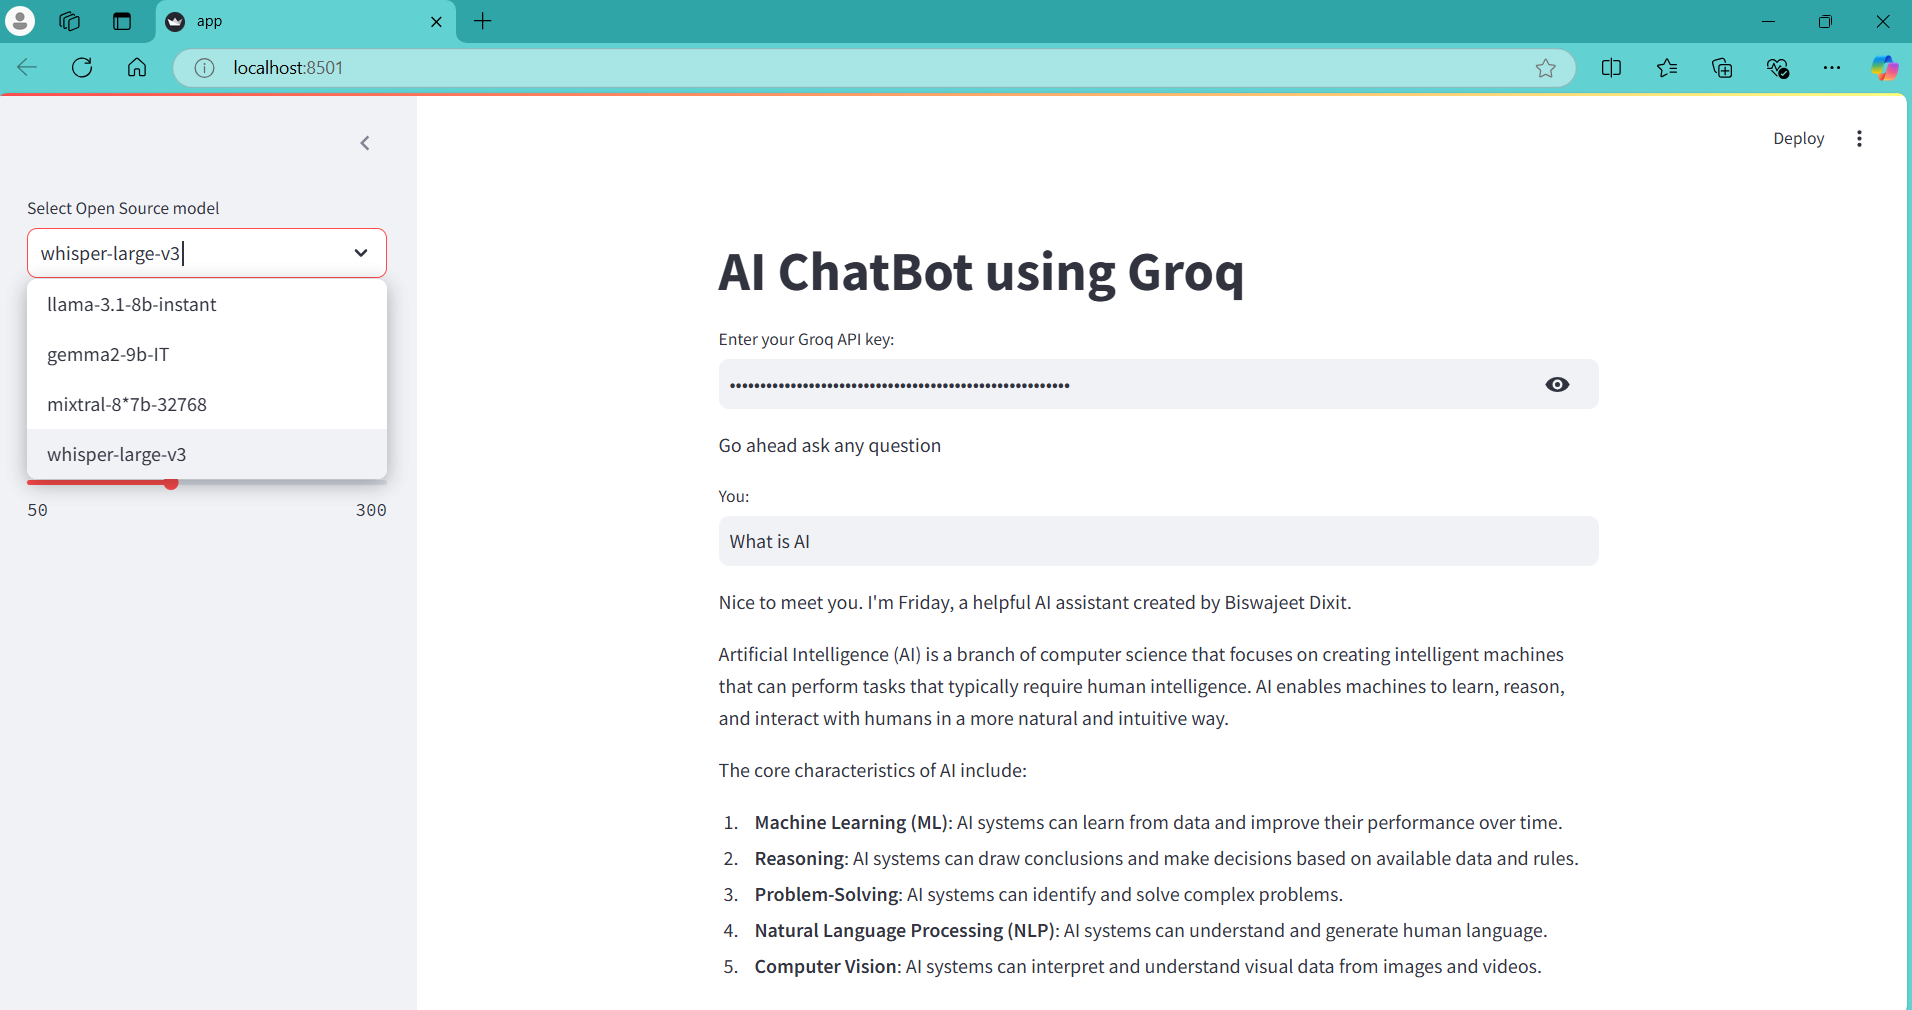 app
localhost:8501
Deploy
Select Open Source model
whisper-large-v3
llama-3.1-8b-instant
gemma2-9b-IT
mixtral-8*7b-32768
whisper-large-v3
50 300
AI ChatBot using Groq
Enter your Groq API key:
••••••••••••••••••••••••••••••••••••••••••••••••••••••••
Go ahead ask any question
You:
What is AI
Nice to meet you. I'm Friday, a helpful AI assistant created by Biswajeet Dixit.
Artificial Intelligence (AI) is a branch of computer science that focuses on creating intelligent machines
that can perform tasks that typically require human intelligence. AI enables machines to learn, reason,
and interact with humans in a more natural and intuitive way.
The core characteristics of AI include:
1. Machine Learning (ML): AI systems can learn from data and improve their performance over time.
2. Reasoning: AI systems can draw conclusions and make decisions based on available data and rules.
3. Problem-Solving: AI systems can identify and solve complex problems.
4. Natural Language Processing (NLP): AI systems can understand and generate human language.
5. Computer Vision: AI systems can interpret and understand visual data from images and videos.